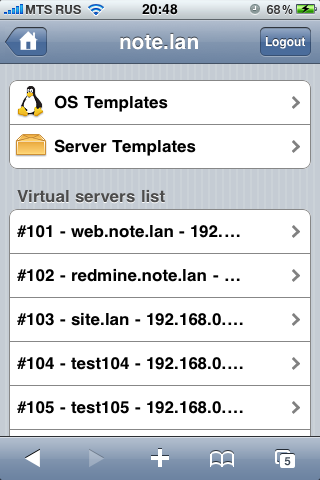 MTS RUS 20:48 68%
note.lan Logout
OS Templates
Server Templates
Virtual servers list
#101 - web.note.lan - 192....
#102 - redmine.note.lan - ...
#103 - site.lan - 192.168.0....
#104 - test104 - 192.168.0....
#105 - test105 - 192.168.0....
5